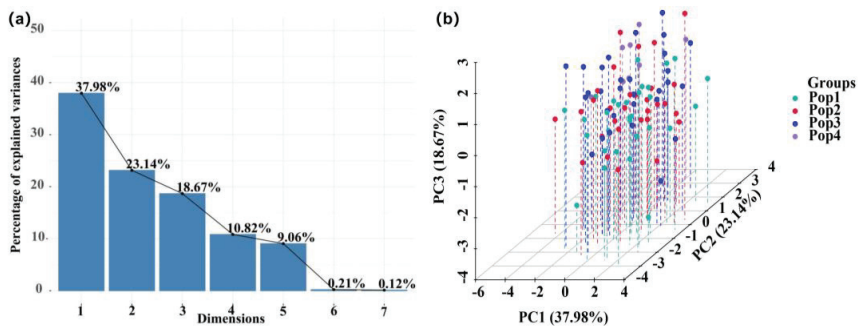 (a)
Percentage of explained variances
50
40
30
20
10
0
37.98%
23.14%
18.67%
10.82%
9.06%
0.21%
0.12%
1 2 3 4 5 6 7
Dimensions
(b)
PC3 (18.67%)
3
2
1
0
-1
-2
-3
-4
-6 -4 -2 0 2 4
PC1 (37.98%)
-4 -3 -2 -1 0 1 2 3 4
PC2 (23.14%)
Groups
Pop1
Pop2
Pop3
Pop4